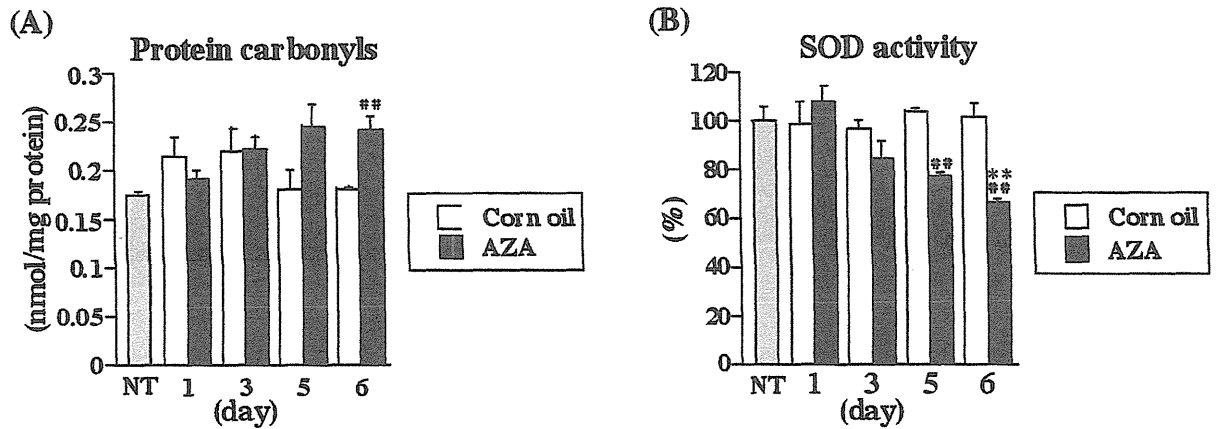 (A)
Protein carbonyls
(nmol/mg protein)
0.3
0.25
0.2
0.15
0.1
0.05
0
##
NT 1 3 5 6
(day)
Corn oil
AZA
(B)
SOD activity
(%)
120
100
80
60
40
20
0
##
**
##
NT 1 3 5 6
(day)
Corn oil
AZA